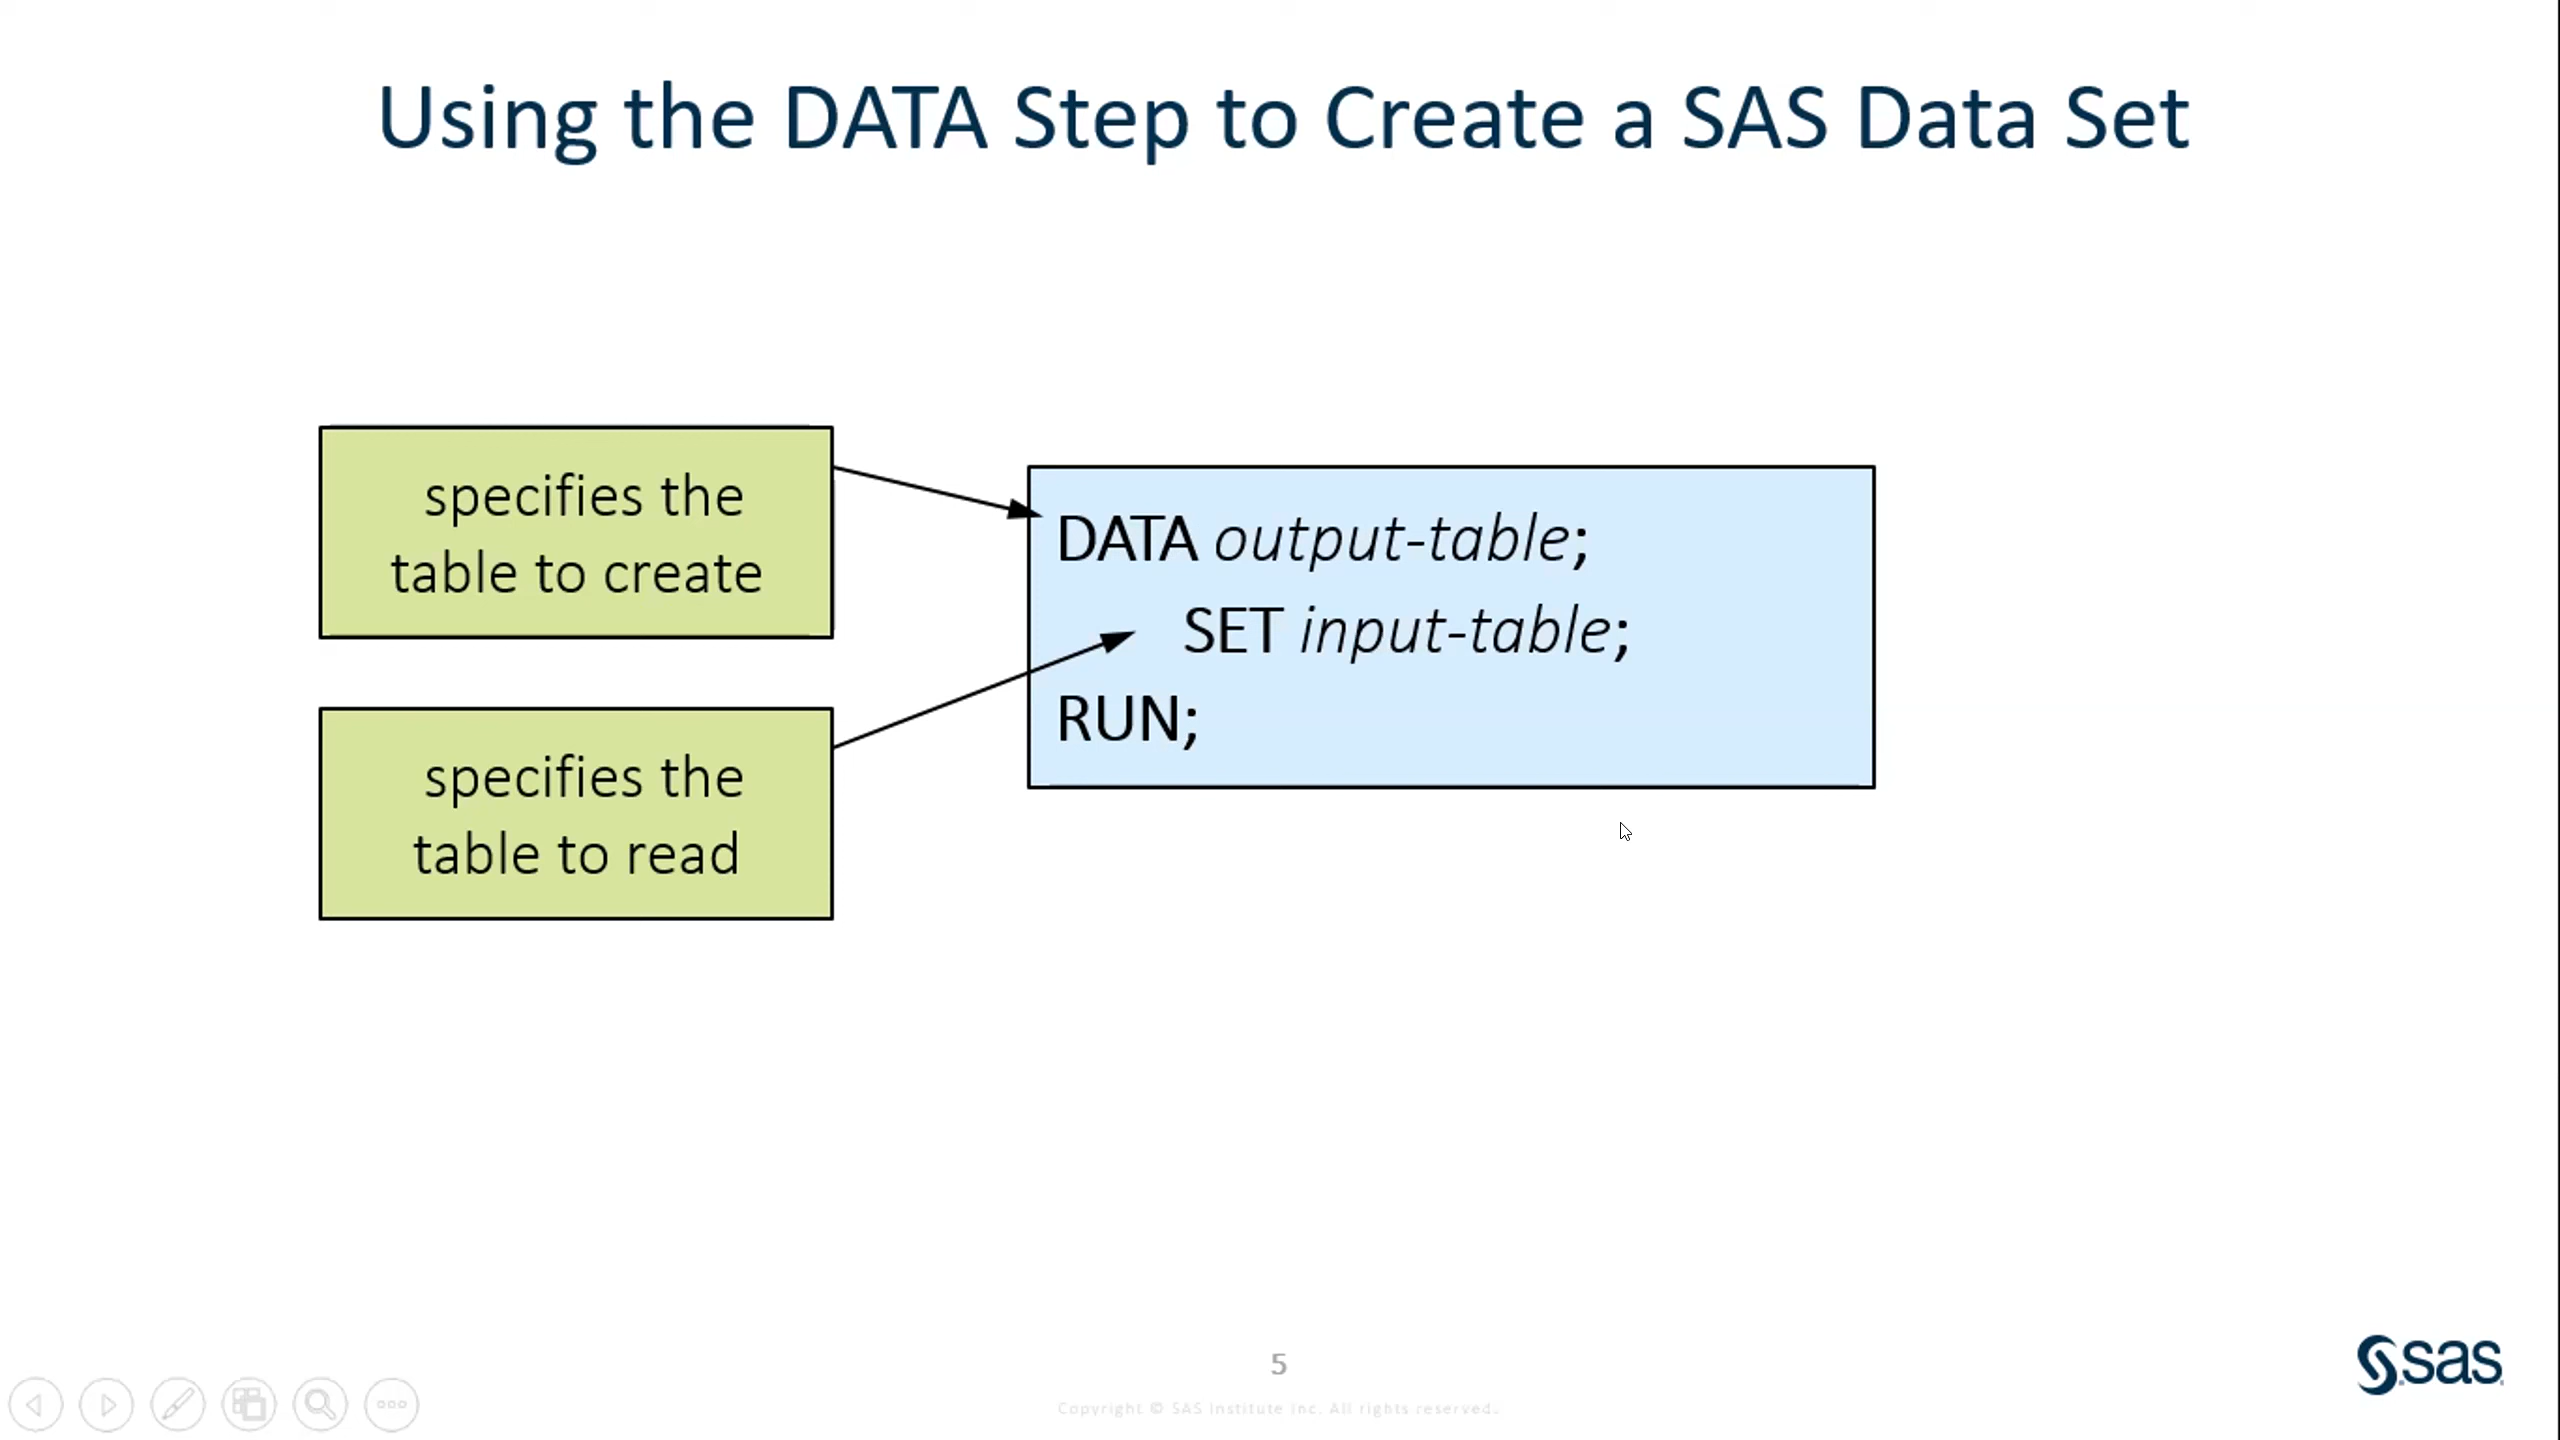 Using the DATA Step to Create a SAS Data Set
specifies the
table to create
DATA output-table;
SET input-table;
RUN;
specifies the
table to read
5
Copyright © SAS Institute Inc. All rights reserved.
sas